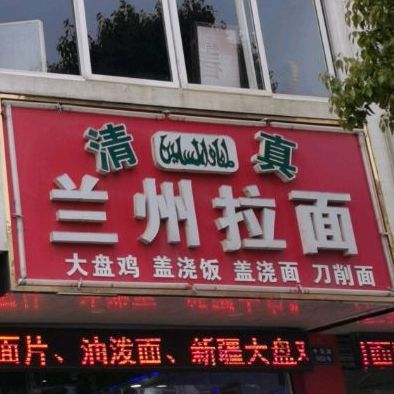 清 真
兰州拉面
大盘鸡 盖浇饭 盖浇面 刀削面
面片、油泼面、新疆大盘鸡